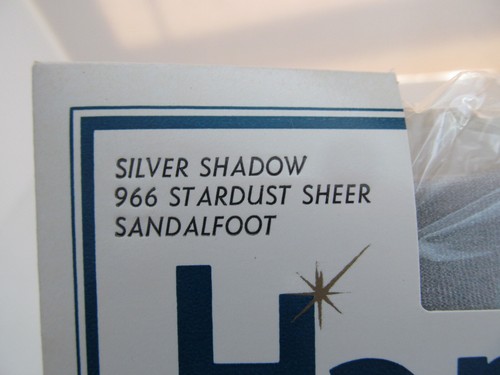 SILVER SHADOW
966 STARDUST SHEER
SANDALFOOT